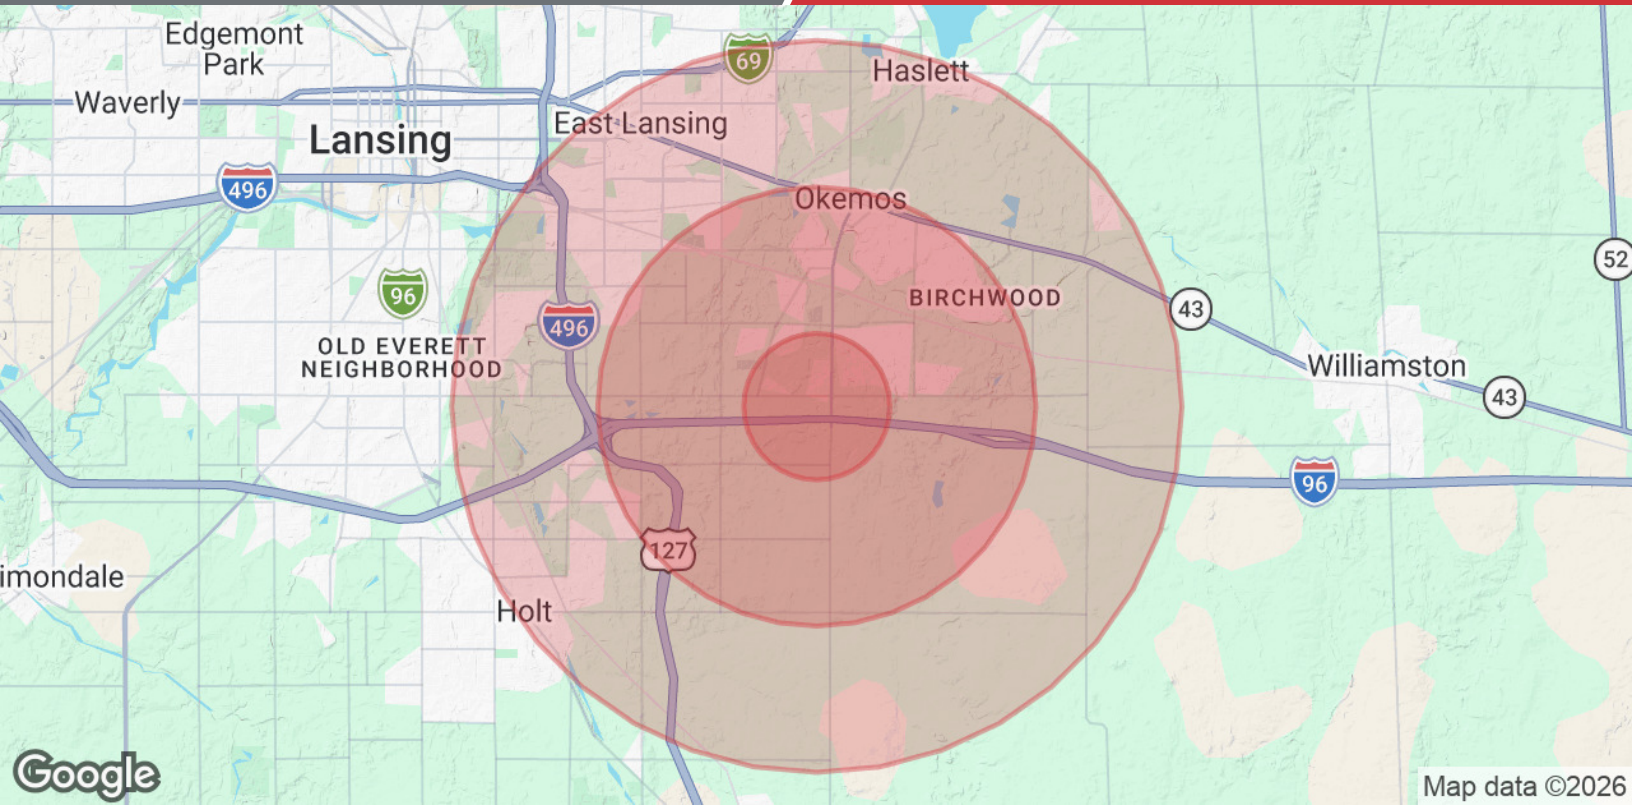 Edgemont
Park
69
Haslett
Waverly
East Lansing
Lansing
496
Okemos
52
96
BIRCHWOOD
43
496
OLD EVERETT
NEIGHBORHOOD
Williamston
43
96
127
imondale
Holt
Google
Map data ©2026